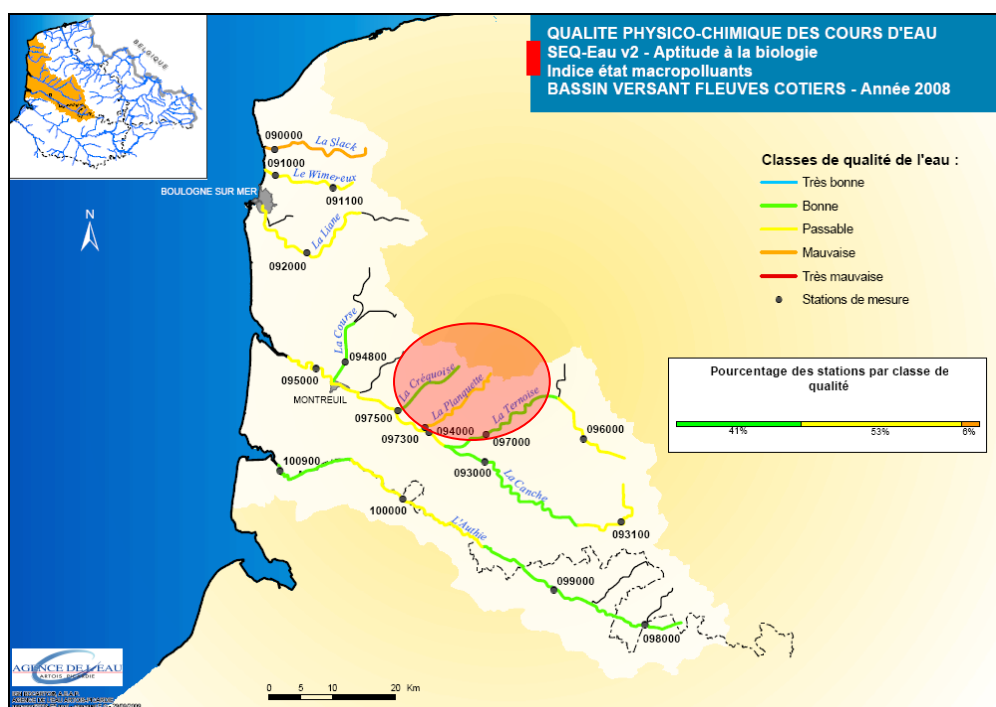 QUALITE PHYSICO-CHIMIQUE DES COURS D'EAU
SEQ-Eau v2 - Aptitude à la biologie
Indice état macropolluants
BASSIN VERSANT FLEUVES COTIERS - Année 2008
BELGIQUE
090000
La Slack
091000
Le Wimereux
BOULOGNE SUR MER
091100
N
La Liane
092000
Classes de qualité de l'eau :
Très bonne
Bonne
Passable
Mauvaise
Très mauvaise
Stations de mesure
La Course
094800
095000
MONTREUIL
La Créquoise
La Planquette
097500
La Ternoise
094000
097300
097000
096000
093000
La Canche
100900
100000
L'Authie
093100
099000
098000
Pourcentage des stations par classe de
qualité
41%
53%
6%
AGENCE DE L'EAU
ARTOIS PICARDIE
0 5 10 20 Km